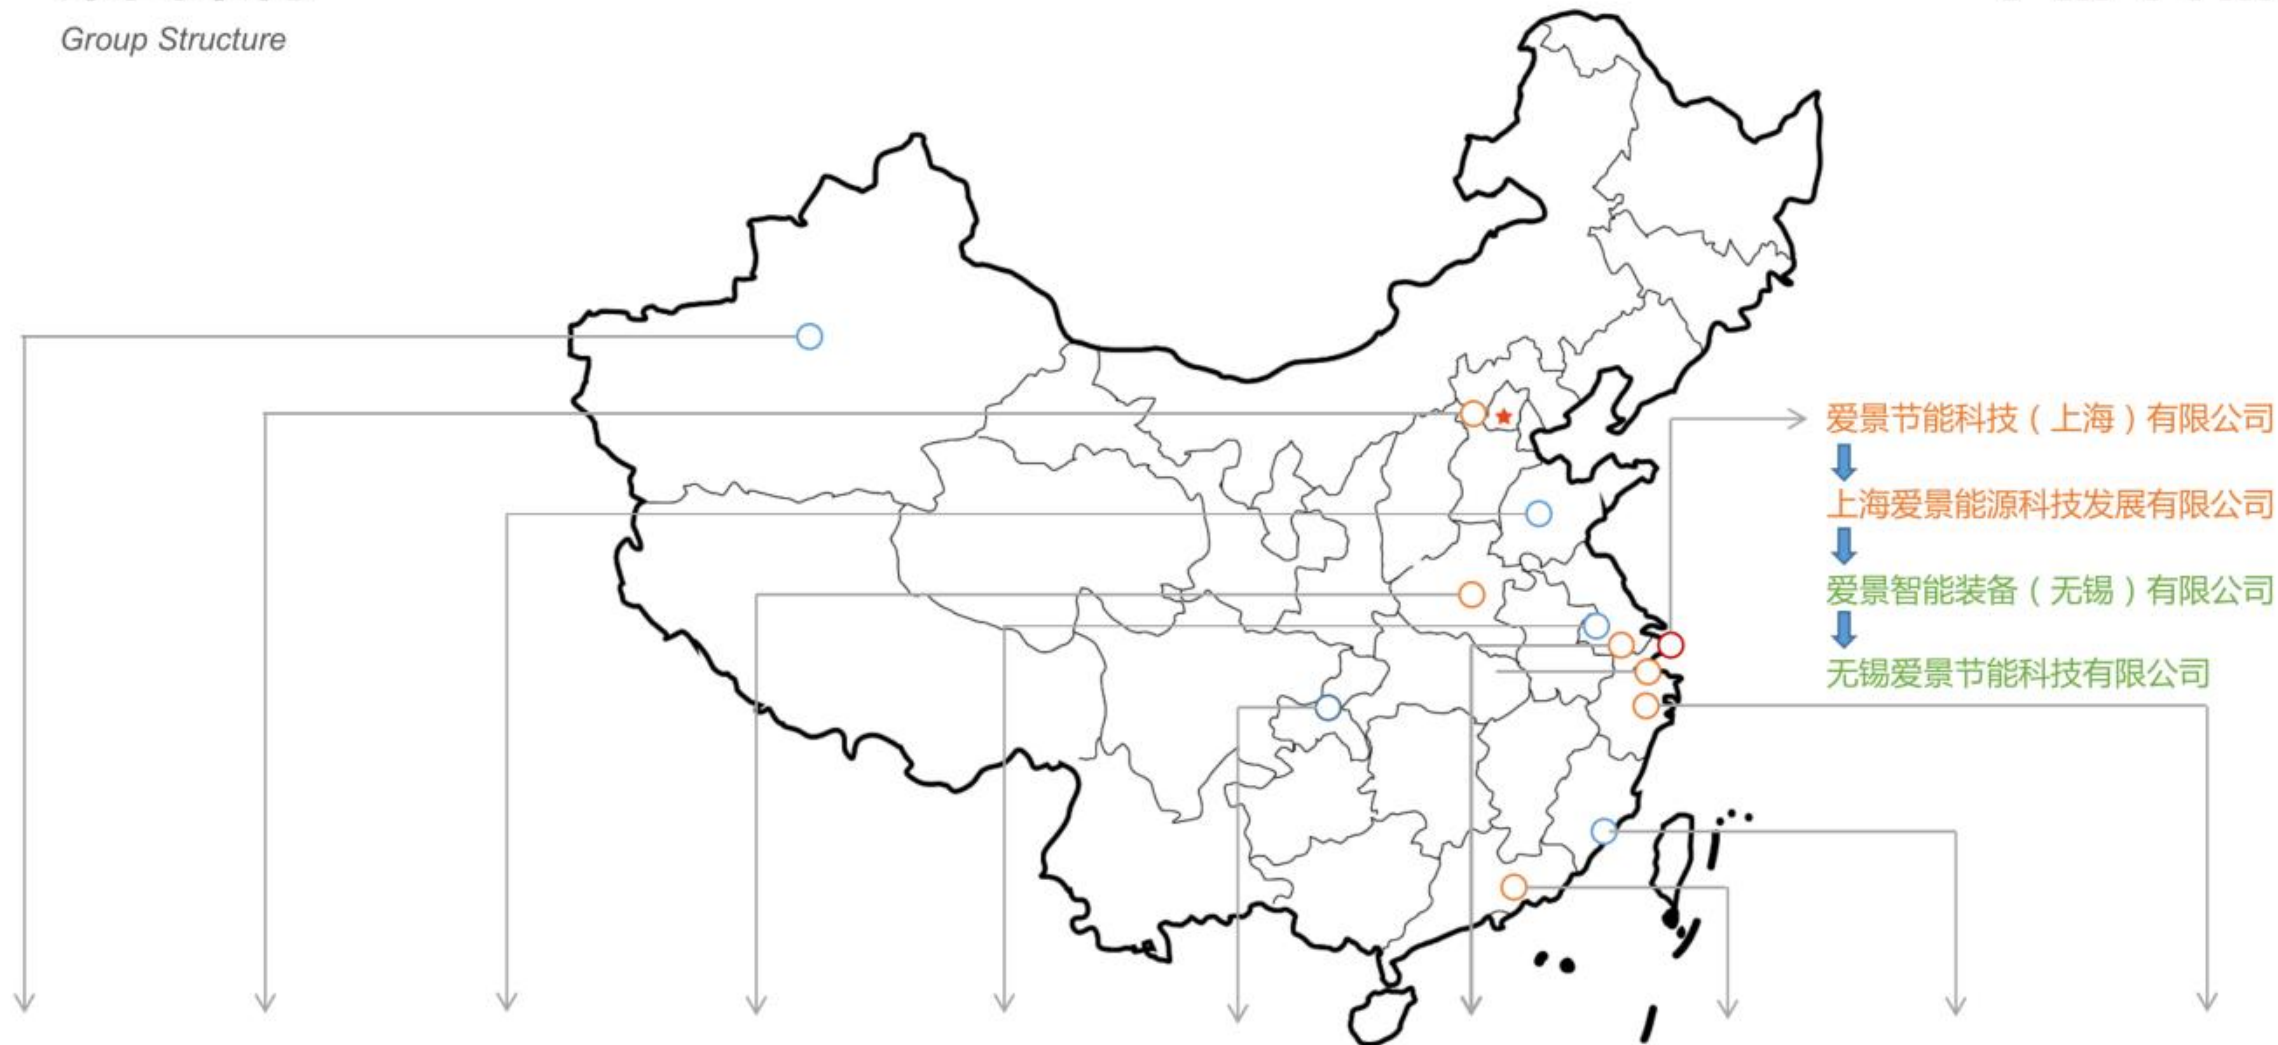 Group Structure
爱景节能科技（上海）有限公司
上海爱景能源科技发展有限公司
爱景智能装备（无锡）有限公司
无锡爱景节能科技有限公司